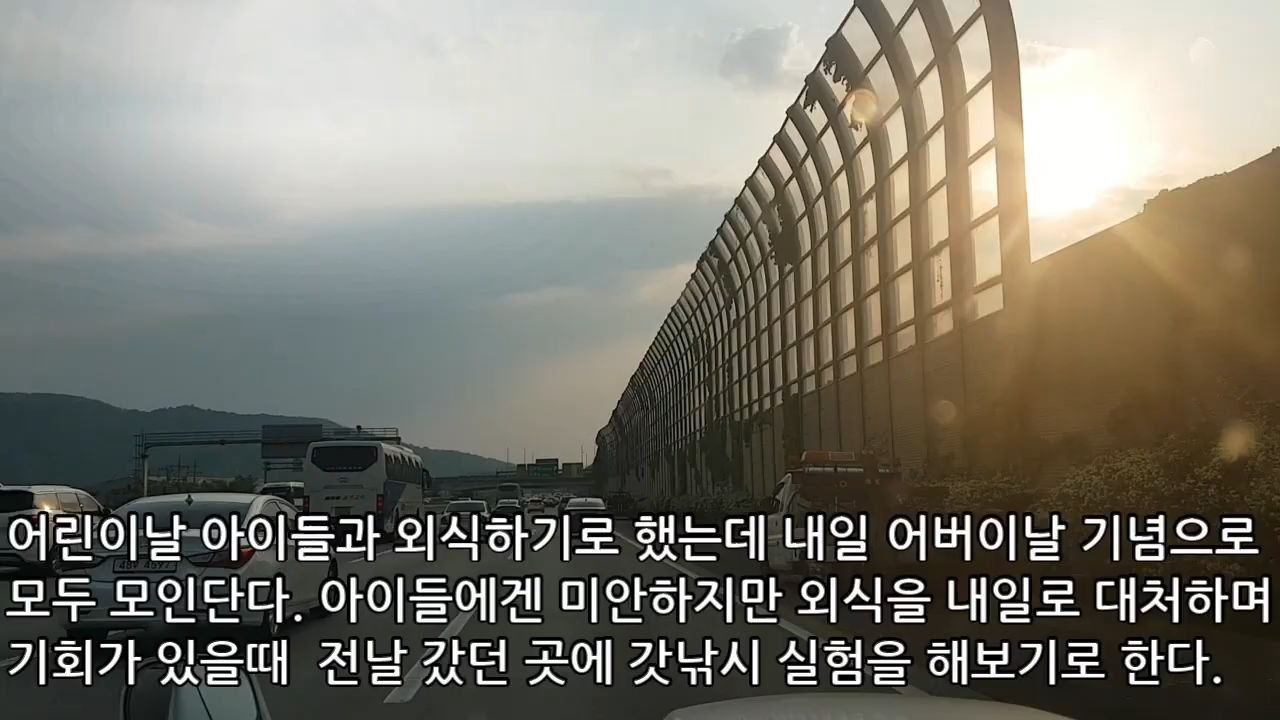 어린이날 아이들과 외식하기로 했는데 내일 어버이날 기념으로
모두 모인단다. 아이들에겐 미안하지만 외식을 내일로 대처하며
기회가 있을때 전날 갔던 곳에 갓낚시 실험을 해보기로 한다.